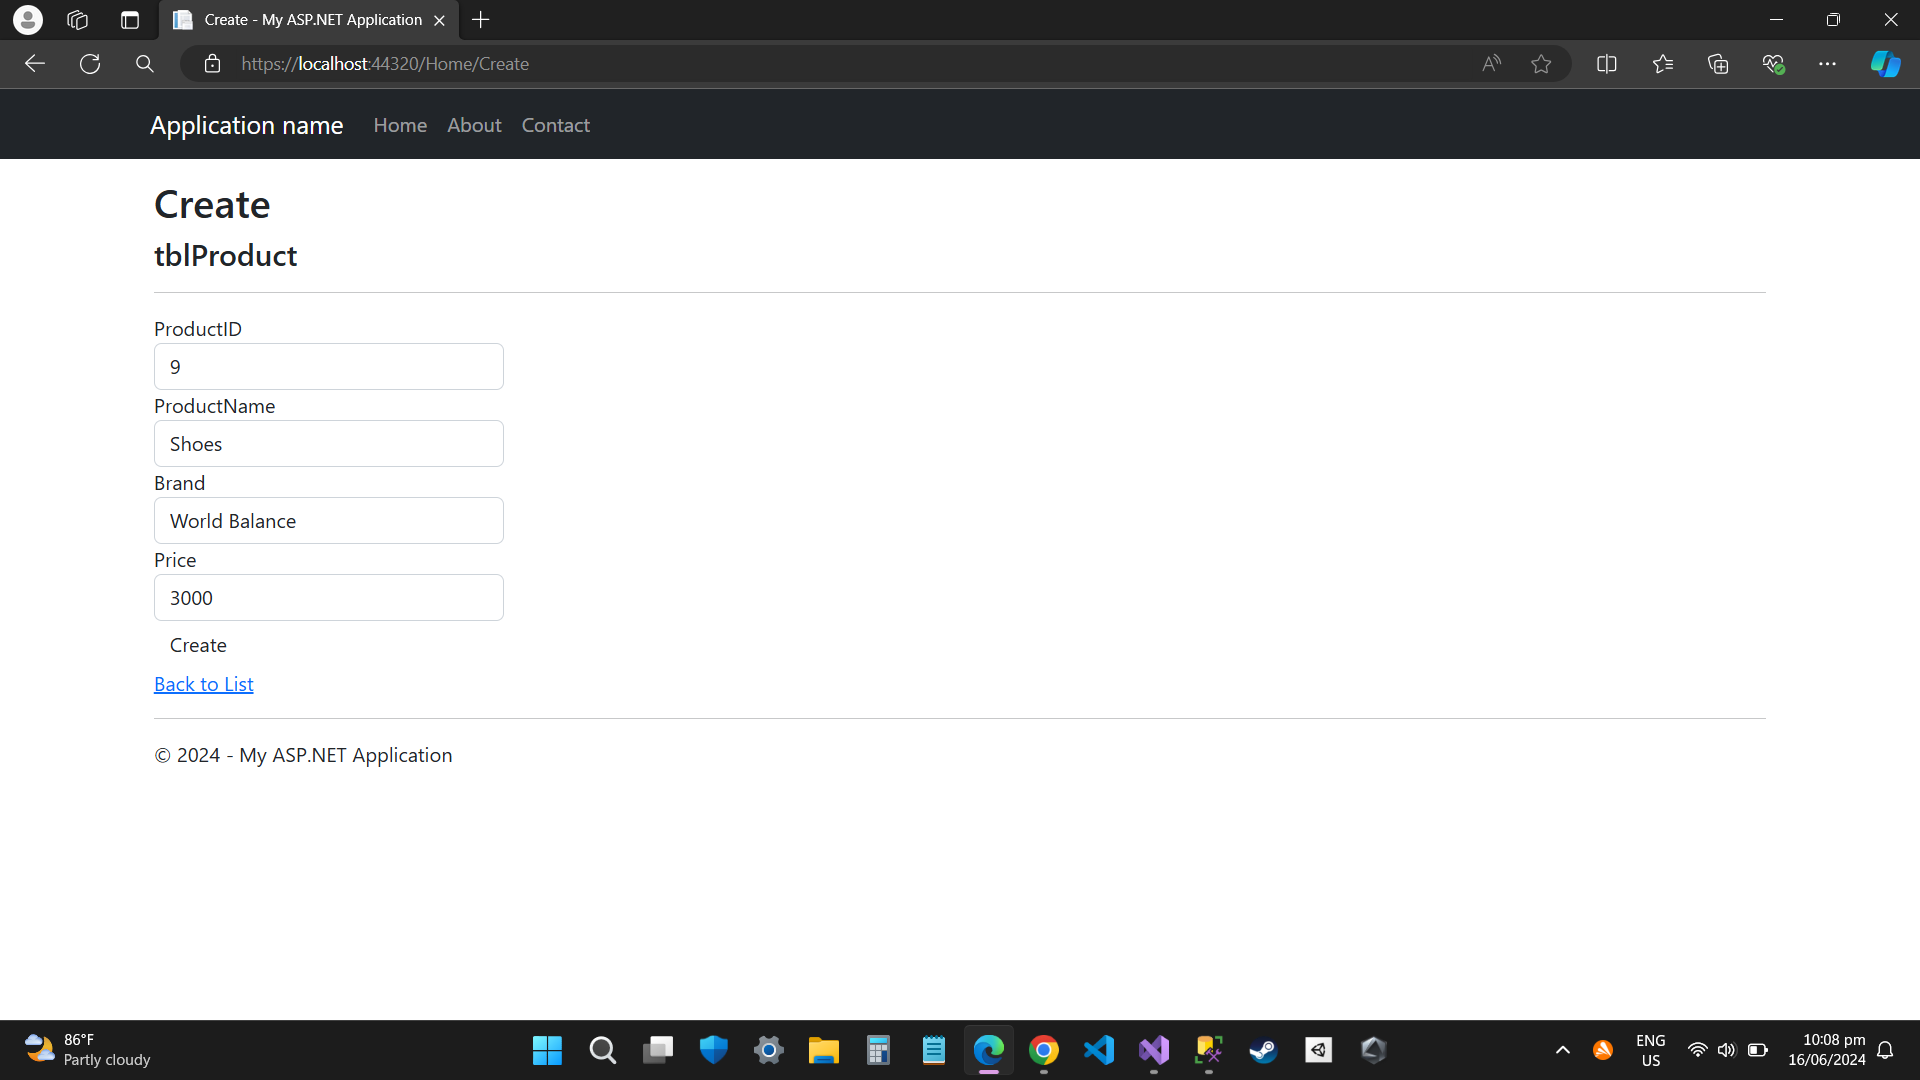 Create - My ASP.NET Application
https://localhost:44320/Home/Create
Application name Home About Contact
Create
tblProduct
ProductID
9
ProductName
Shoes
Brand
World Balance
Price
3000
Create
Back to List
© 2024 - My ASP.NET Application
86°F
Partly cloudy
ENG
US
10:08 pm
16/06/2024